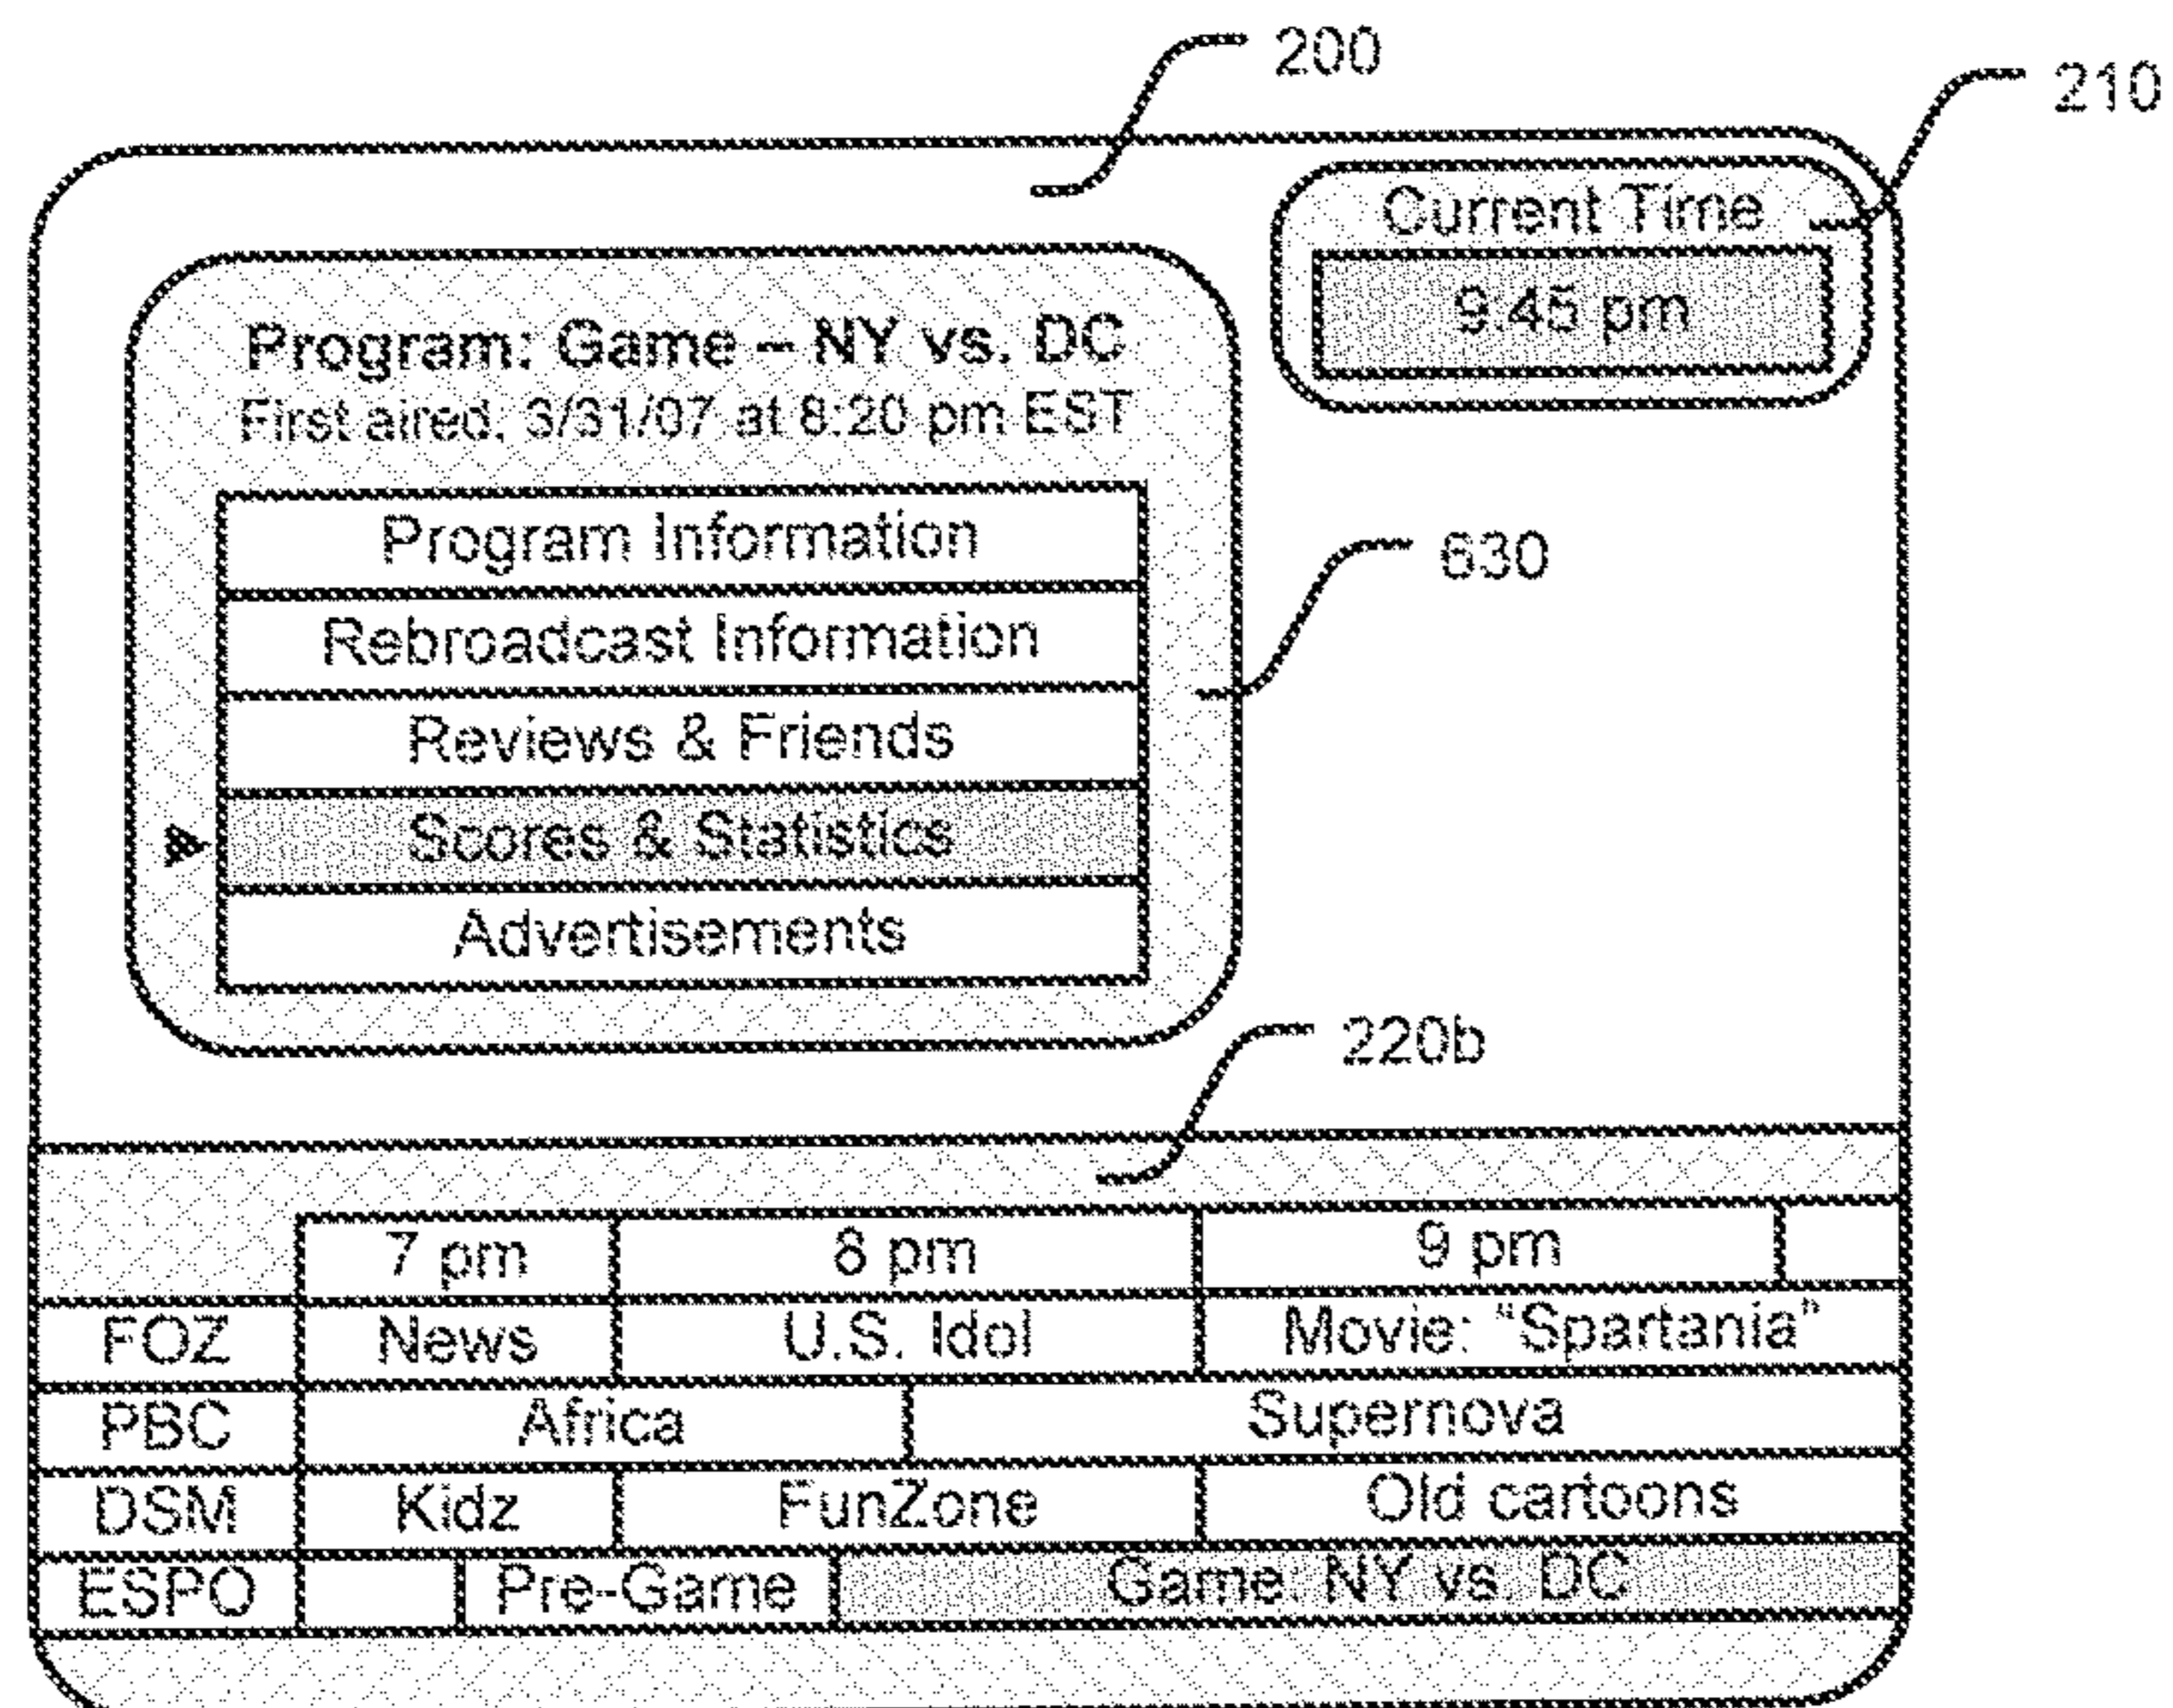 200
210
Current Time
9:45 pm
Program: Game – NY vs. DC
First aired: 3/31/07 at 8:20 pm EST
Program Information
630
Rebroadcast Information
Reviews & Friends
Scores & Statistics
Advertisements
220b
7 pm 8 pm 9 pm
FOZ News U.S. Idol Movie: "Spartania"
PBC Africa Supernova
DSM Kidz FunZone Old cartoons
ESPO Pre-Game Game: NY vs. DC